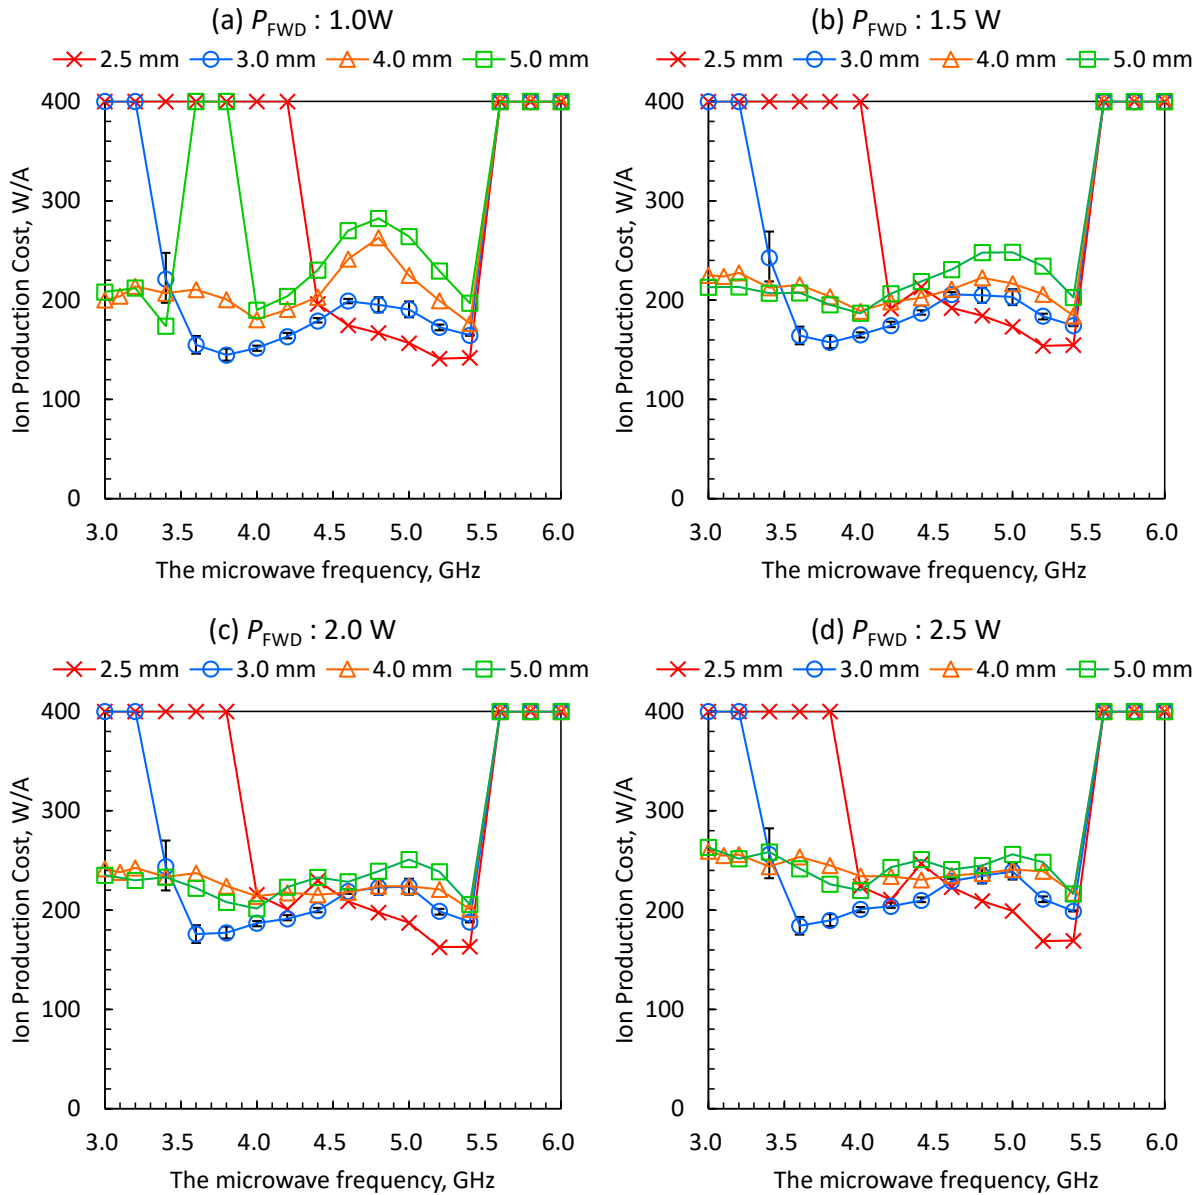 (a) P_FWD : 1.0W
2.5 mm 3.0 mm 4.0 mm 5.0 mm
400
300
200
100
0
Ion Production Cost, W/A
3.0 3.5 4.0 4.5 5.0 5.5 6.0
The microwave frequency, GHz
(b) P_FWD : 1.5 W
2.5 mm 3.0 mm 4.0 mm 5.0 mm
400
300
200
100
0
Ion Production Cost, W/A
3.0 3.5 4.0 4.5 5.0 5.5 6.0
The microwave frequency, GHz
(c) P_FWD : 2.0 W
2.5 mm 3.0 mm 4.0 mm 5.0 mm
400
300
200
100
0
Ion Production Cost, W/A
3.0 3.5 4.0 4.5 5.0 5.5 6.0
The microwave frequency, GHz
(d) P_FWD : 2.5 W
2.5 mm 3.0 mm 4.0 mm 5.0 mm
400
300
200
100
0
Ion Production Cost, W/A
3.0 3.5 4.0 4.5 5.0 5.5 6.0
The microwave frequency, GHz